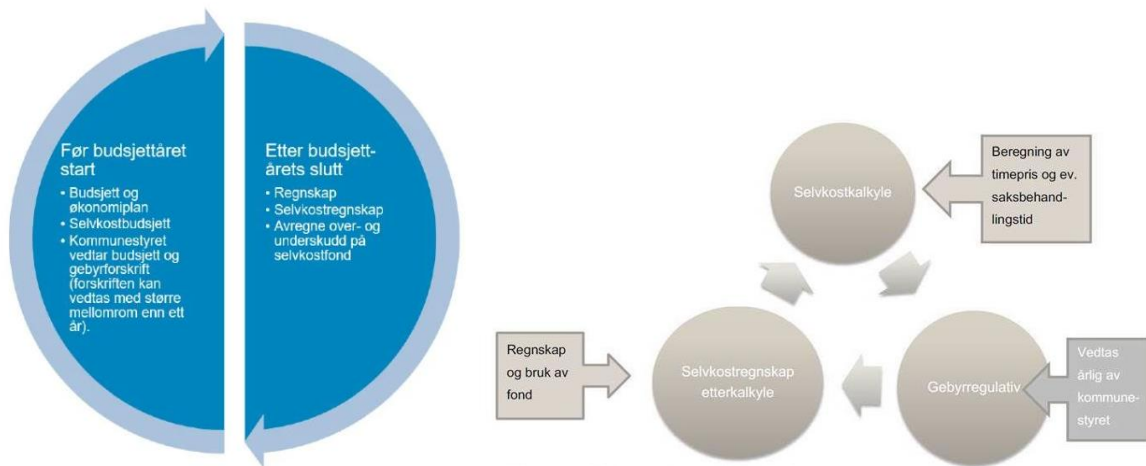 Før budsjettåret
start
• Budsjett og
økonomiplan
• Selvkostbudsjett
• Kommunestyret
vedtar budsjett og
gebyrforskrift
(forskriften kan
vedtas med større
mellomrom enn ett
år).
Etter budsjett-
årets slutt
• Regnskap
• Selvkostregnskap
• Avregne over- og
underskudd på
selvkostfond
Selvkostkalkyle
Beregning av
timepris og ev.
saksbehand-
lingstid
Regnskap
og bruk av
fond
Selvkostregnskap
etterkalkyle
Gebyrregulativ
Vedtas
årlig av
kommune-
styret